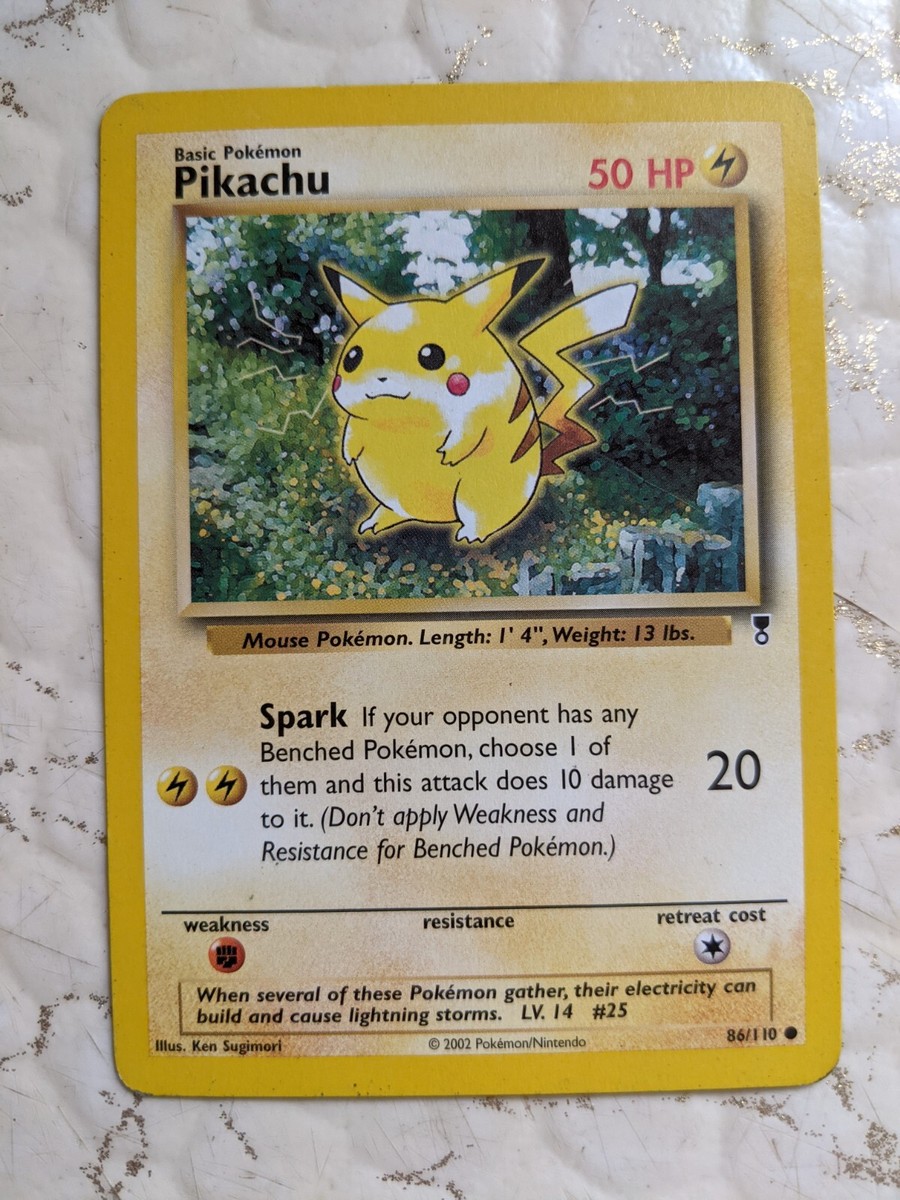 Basic Pokémon
Pikachu
50 HP
Mouse Pokémon. Length: 1' 4", Weight: 13 lbs.
Spark If your opponent has any
Benched Pokémon, choose 1 of
them and this attack does 10 damage
to it. (Don't apply Weakness and
Resistance for Benched Pokémon.)
20
weakness
resistance
retreat cost
When several of these Pokémon gather, their electricity can
build and cause lightning storms. LV. 14 #25
Illus. Ken Sugimori
© 2002 Pokémon/Nintendo
86/110